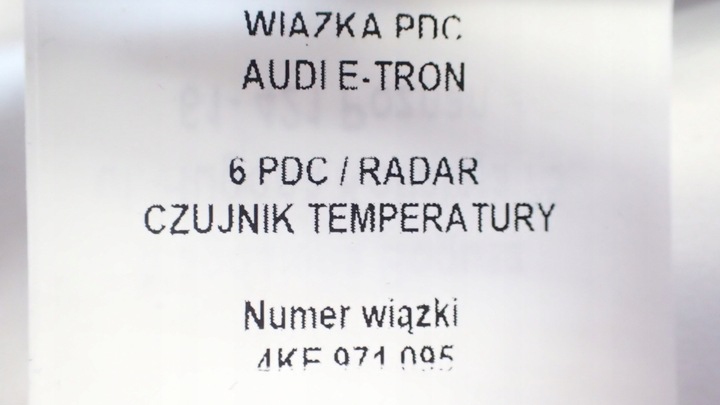 WIAZKA PDC
AUDI E-TRON
6 PDC / RADAR
CZUJNIK TEMPERATURY
Numer wiązki
4KE 971 095